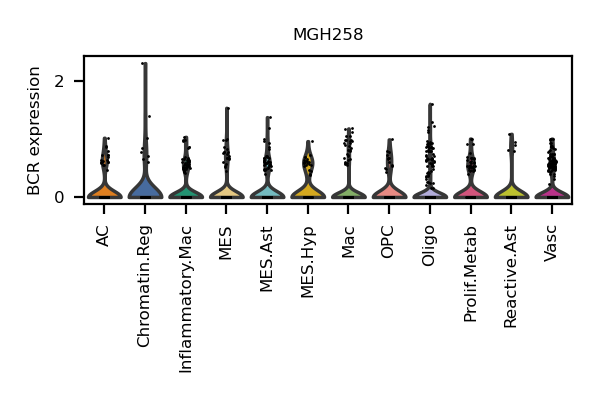 MGH258
BCR expression
2
0
AC
Chromatin.Reg
Inflammatory.Mac
MES
MES.Ast
MES.Hyp
Mac
OPC
Oligo
Prolif.Metab
Reactive.Ast
Vasc